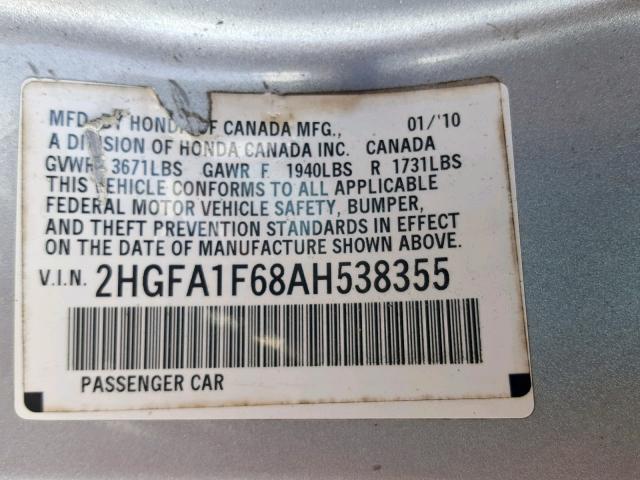 MFD. BY HONDA OF CANADA MFG., 01/'10
A DIVISION OF HONDA CANADA INC. CANADA
GVWR 3671LBS GAWR F 1940LBS R 1731LBS
THIS VEHICLE CONFORMS TO ALL APPLICABLE
FEDERAL MOTOR VEHICLE SAFETY, BUMPER,
AND THEFT PREVENTION STANDARDS IN EFFECT
ON THE DATE OF MANUFACTURE SHOWN ABOVE.
V.I.N. 2HGFA1F68AH538355
PASSENGER CAR